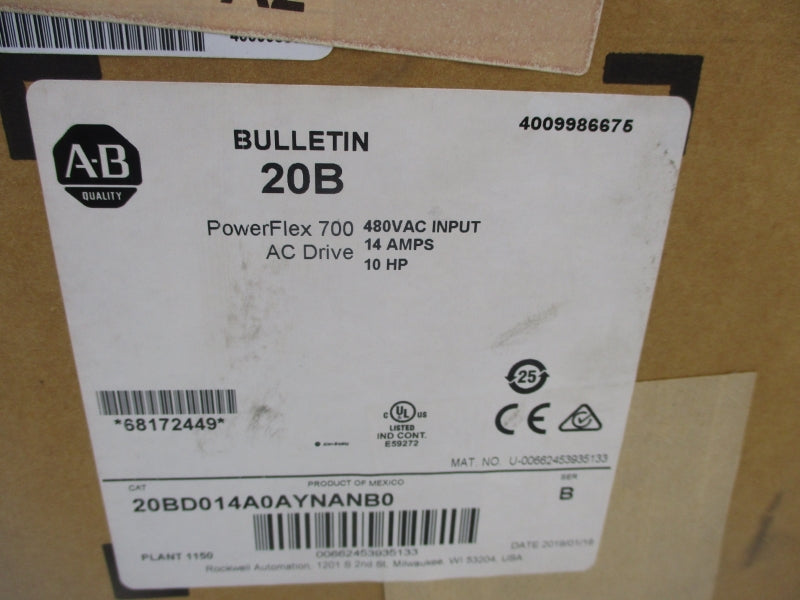 4009986675
A-B
QUALITY
BULLETIN
20B
PowerFlex 700
AC Drive
480VAC INPUT
14 AMPS
10 HP
*68172449*
25
C UL US
LISTED
IND CONT.
E59272
CE
MAT. NO. U-00662453935133
CAT
PRODUCT OF MEXICO
SER
20BD014A0AYNANB0
B
00662453935133
PLANT 1150
DATE 2019/01/18
Rockwell Automation, 1201 S 2nd St, Milwaukee, WI 53204, USA